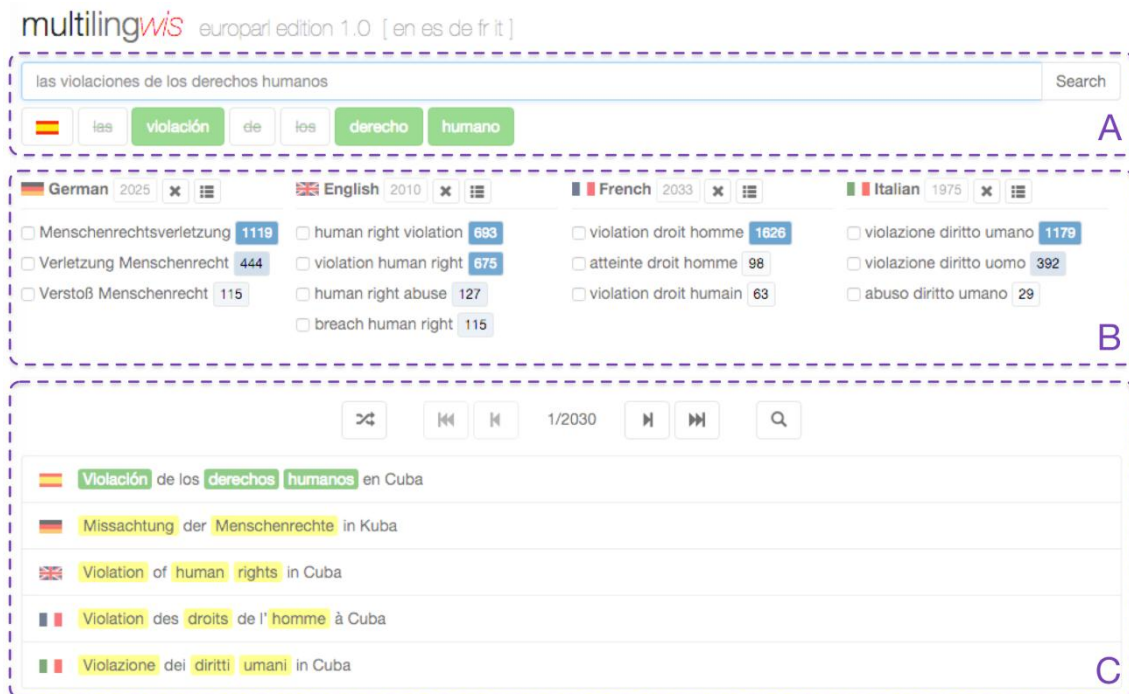 multilingwis europarl edition 1.0 [ en es de fr it ]
las violaciones de los derechos humanos Search
las violación de los derecho humano
A
German 2025 English 2010 French 2033 Italian 1975
Menschenrechtsverletzung 1119 human right violation 693 violation droit homme 1626 violazione diritto umano 1179
Verletzung Menschenrecht 444 violation human right 675 atteinte droit homme 98 violazione diritto uomo 392
Verstoß Menschenrecht 115 human right abuse 127 violation droit humain 63 abuso diritto umano 29
breach human right 115
B
1/2030
Violación de los derechos humanos en Cuba
Missachtung der Menschenrechte in Kuba
Violation of human rights in Cuba
Violation des droits de l' homme à Cuba
Violazione dei diritti umani in Cuba
C